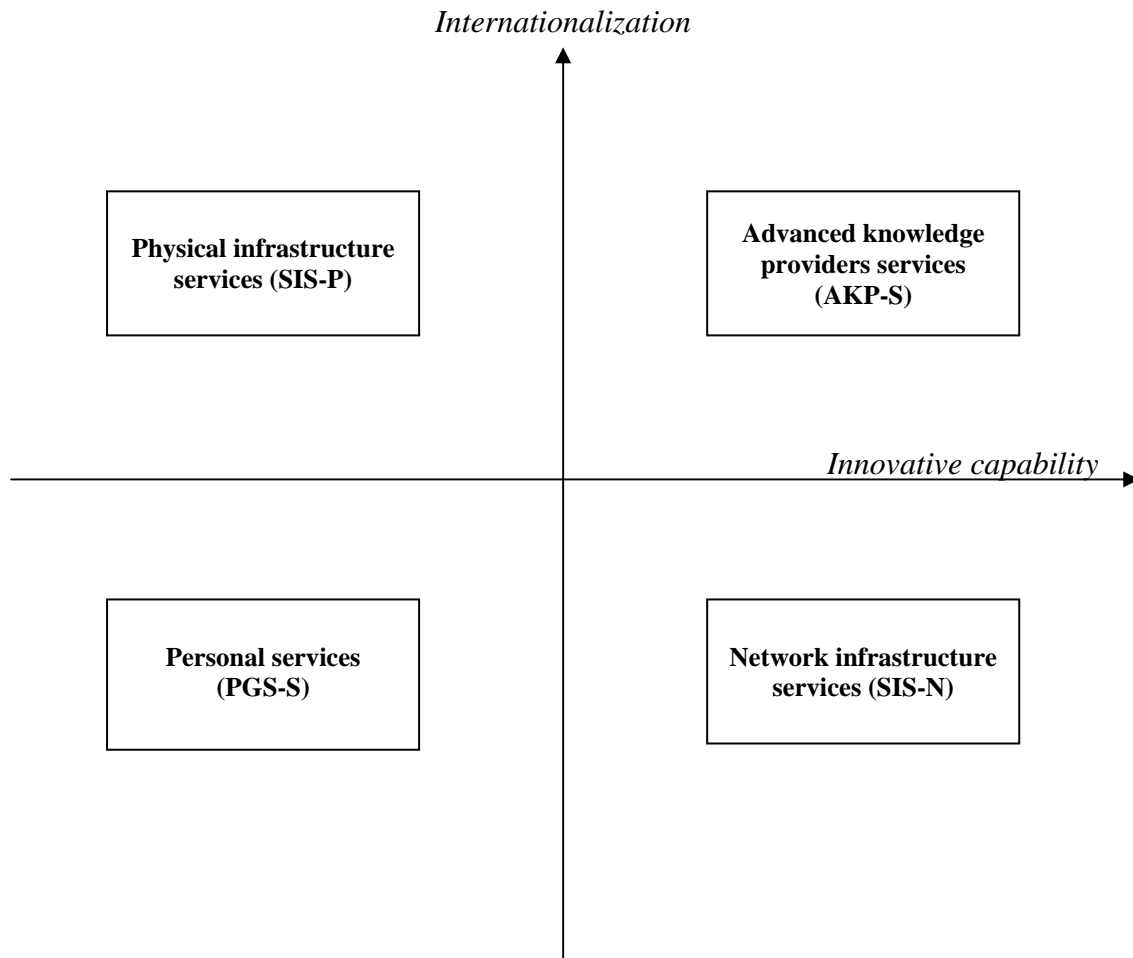 Internationalization
Physical infrastructure
services (SIS-P)
Advanced knowledge
providers services
(AKP-S)
Innovative capability
Personal services
(PGS-S)
Network infrastructure
services (SIS-N)